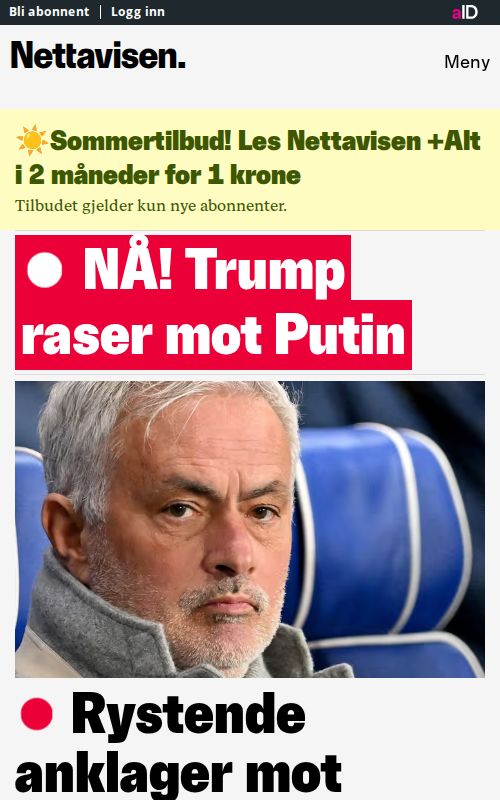 Bli abonnent | Logg inn
aID
Nettavisen.
Meny
☀️Sommertilbud! Les Nettavisen +Alt
i 2 måneder for 1 krone
Tilbudet gjelder kun nye abonnenter.
NÅ! Trump
raser mot Putin
Rystende
anklager mot